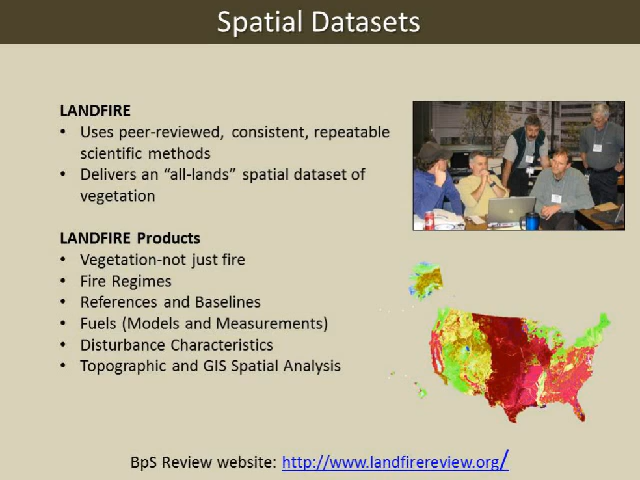 Spatial Datasets
LANDFIRE
• Uses peer-reviewed, consistent, repeatable
scientific methods
• Delivers an “all-lands” spatial dataset of
vegetation
LANDFIRE Products
• Vegetation-not just fire
• Fire Regimes
• References and Baselines
• Fuels (Models and Measurements)
• Disturbance Characteristics
• Topographic and GIS Spatial Analysis
BpS Review website: http://www.landfirereview.org/